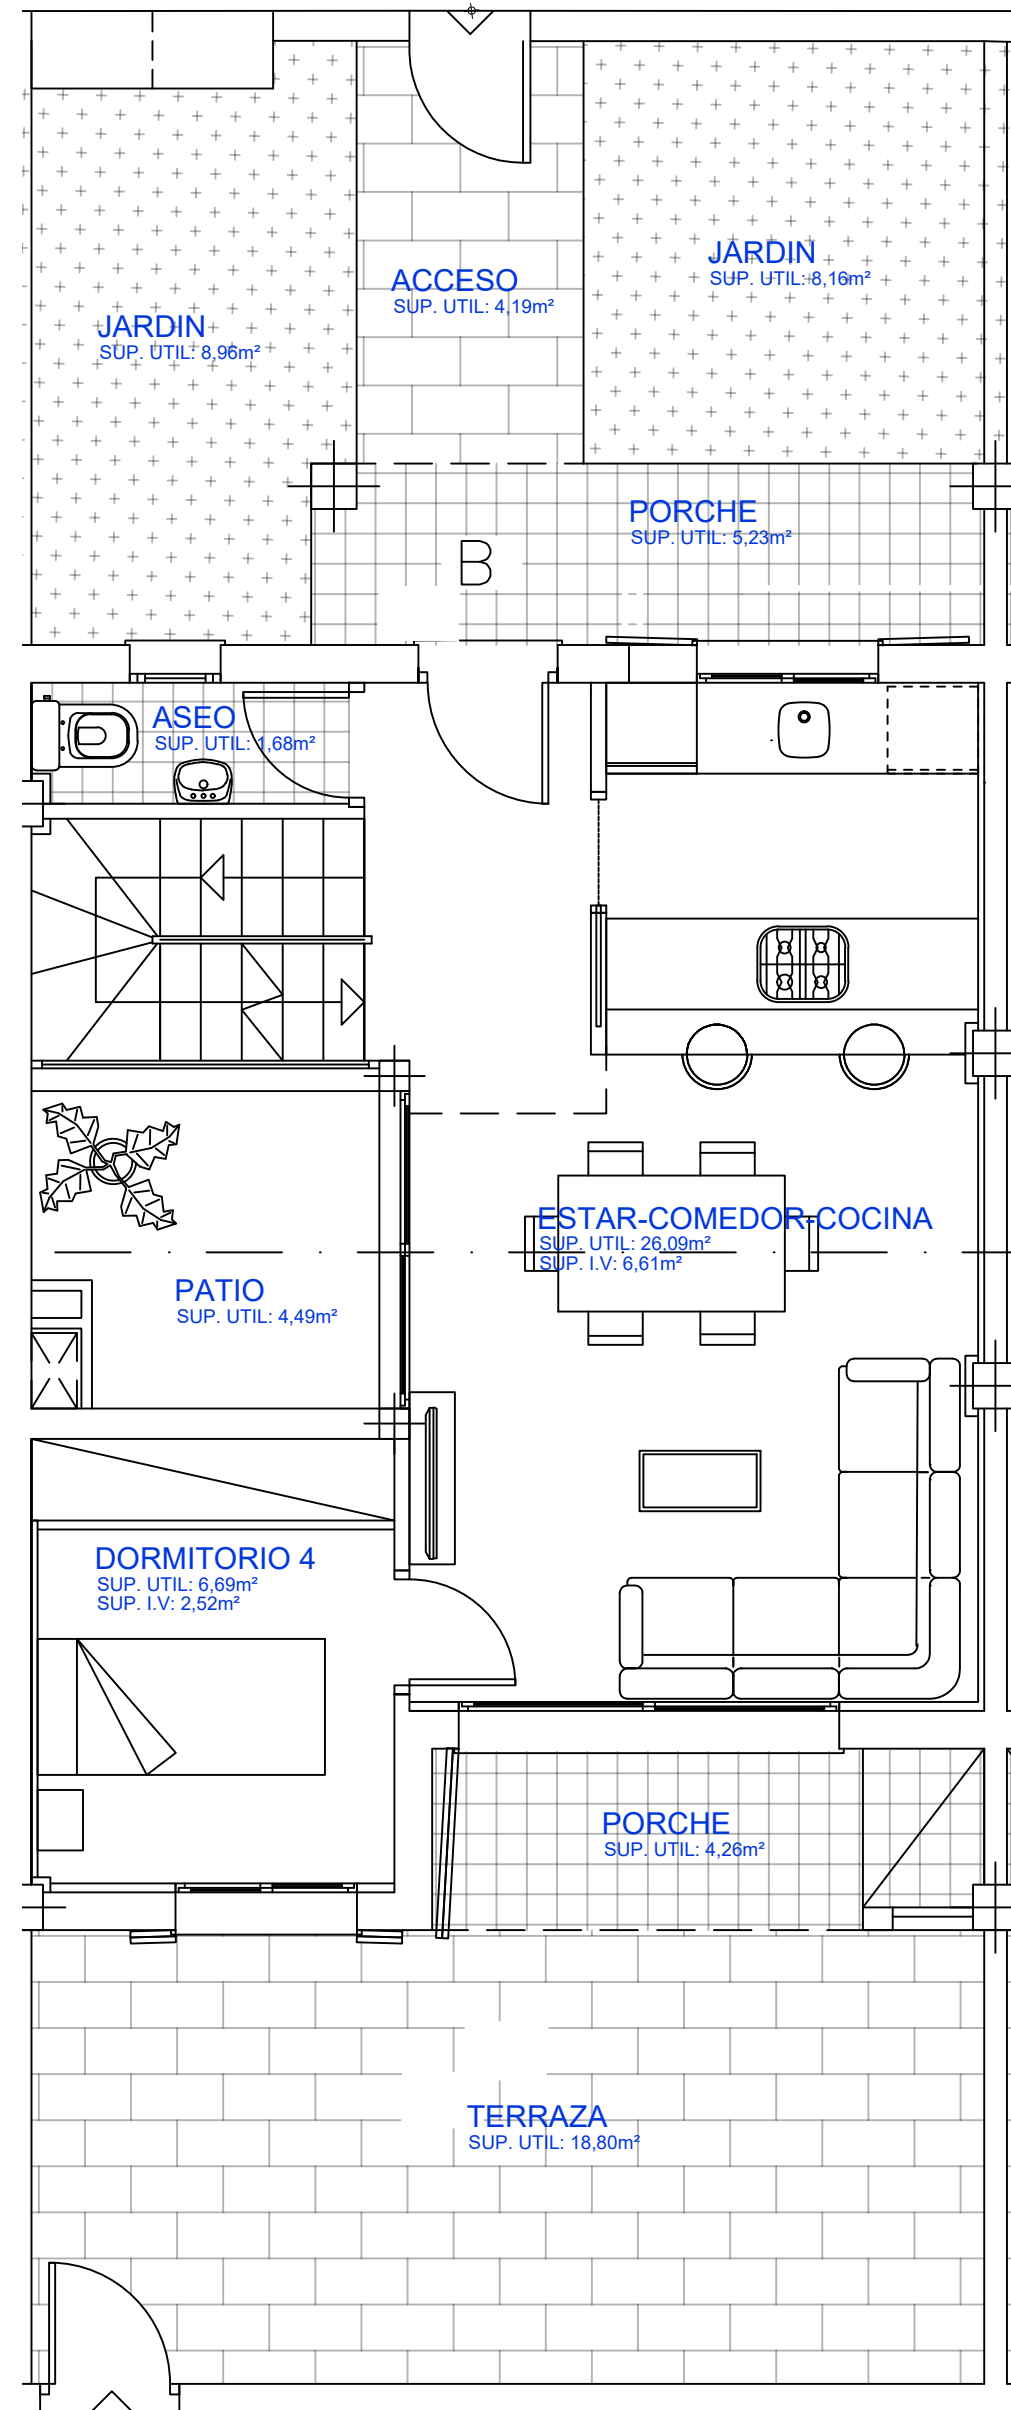 JARDIN
SUP. UTIL: 8,16m²
ACCESO
SUP. UTIL: 4,19m²
JARDIN
SUP. UTIL: 8,96m²
PORCHE
SUP. UTIL: 5,23m²
B
ASEO
SUP. UTIL: 1,68m²
ESTAR-COMEDOR-COCINA
SUP. UTIL: 26,09m²
SUP. I.V: 6,61m²
PATIO
SUP. UTIL: 4,49m²
DORMITORIO 4
SUP. UTIL: 6,69m²
SUP. I.V: 2,52m²
PORCHE
SUP. UTIL: 4,26m²
TERRAZA
SUP. UTIL: 18,80m²